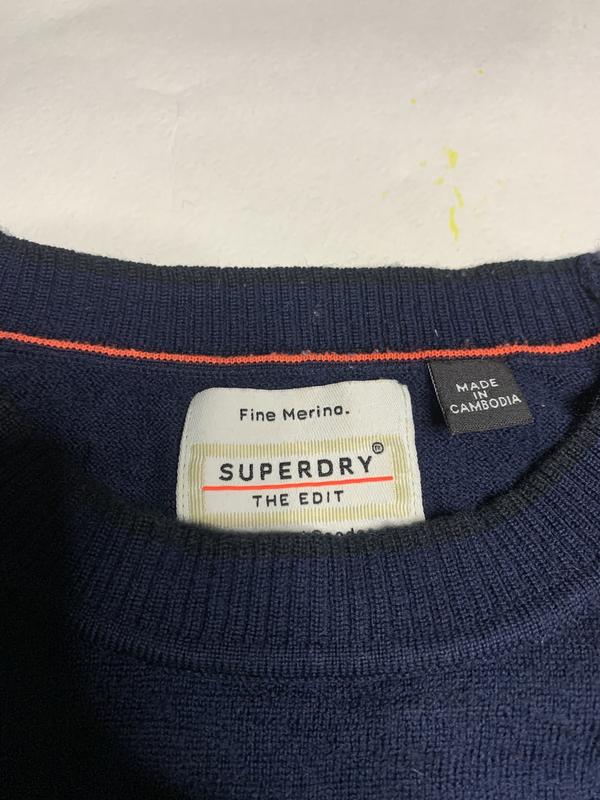 Fine Merino.
SUPERDRY®
THE EDIT
MADE
IN
CAMBODIA